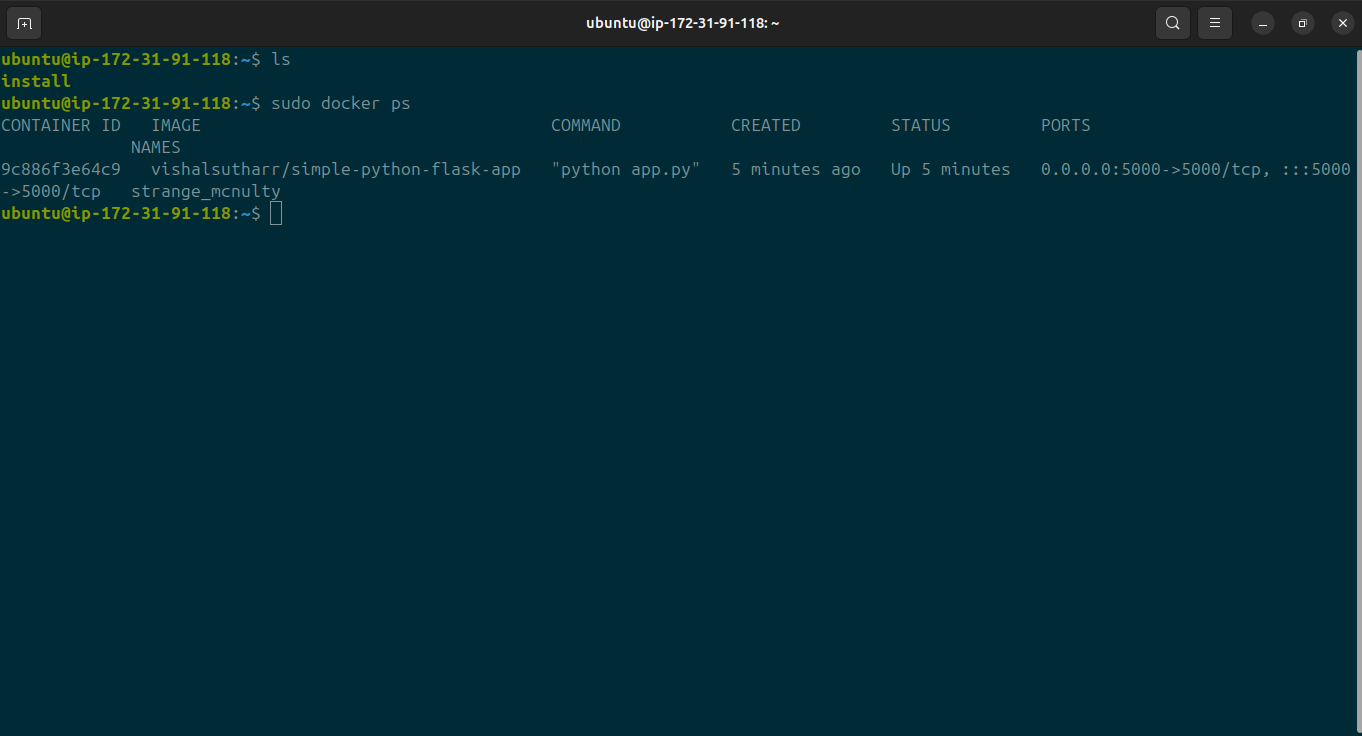 ubuntu@ip-172-31-91-118: ~
ubuntu@ip-172-31-91-118:~$ ls
install
ubuntu@ip-172-31-91-118:~$ sudo docker ps
CONTAINER ID   IMAGE                                   COMMAND           CREATED         STATUS         PORTS
             NAMES
9c886f3e64c9   vishalsutharr/simple-python-flask-app   "python app.py"   5 minutes ago   Up 5 minutes   0.0.0.0:5000->5000/tcp, :::5000
->5000/tcp   strange_mcnulty
ubuntu@ip-172-31-91-118:~$